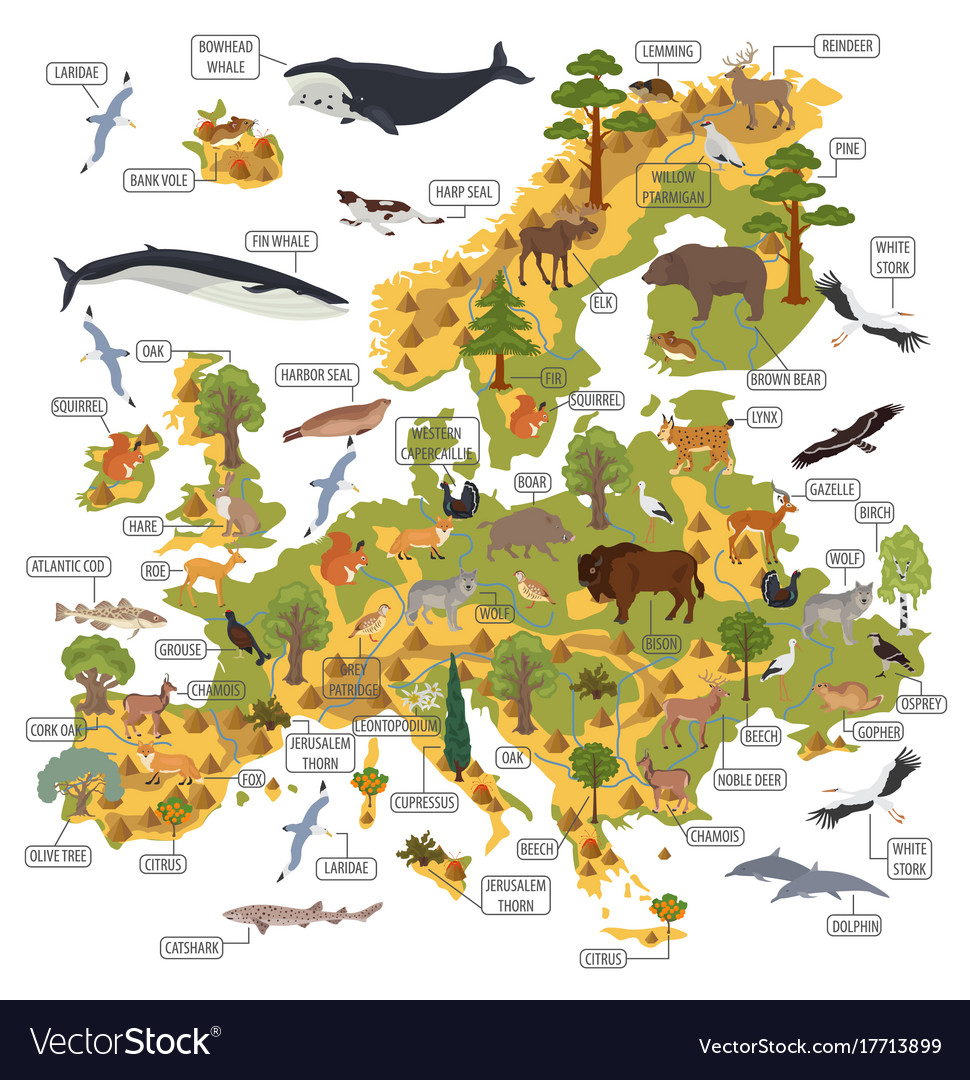 BOWHEAD
WHALE
LEMMING
REINDEER
LARIDAE
PINE
BANK VOLE
WILLOW
PTARMIGAN
HARP SEAL
FIN WHALE
WHITE
STORK
ELK
OAK
HARBOR SEAL
FIR
BROWN BEAR
SQUIRREL
SQUIRREL
LYNX
WESTERN
CAPERCAILLIE
BOAR
GAZELLE
BIRCH
HARE
ATLANTIC COD
ROE
WOLF
WOLF
GROUSE
BISON
GREY
PATRIDGE
CHAMOIS
OSPREY
CORK OAK
LEONTOPODIUM
GOPHER
BEECH
JERUSALEM
THORN
OAK
FOX
NOBLE DEER
CUPRESSUS
OLIVE TREE
CITRUS
LARIDAE
BEECH
CHAMOIS
WHITE
STORK
JERUSALEM
THORN
DOLPHIN
CATSHARK
CITRUS
VectorStock®
VectorStock.com/17713899